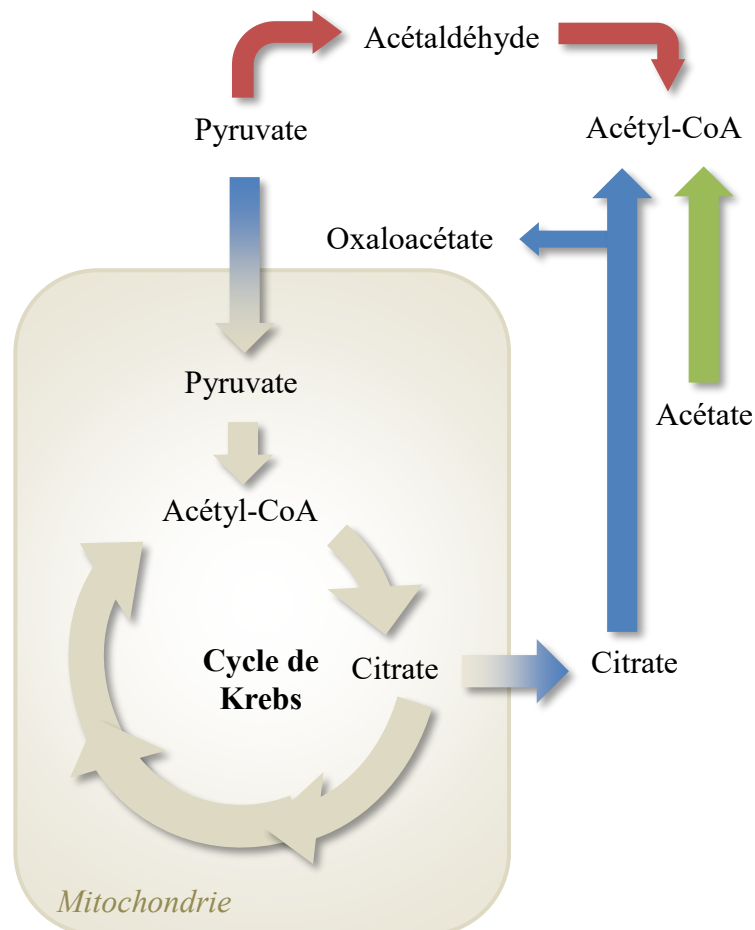 Acétaldéhyde
Pyruvate
Acétyl-CoA
Oxaloacétate
Pyruvate
Acétate
Acétyl-CoA
Cycle de
Krebs
Citrate
Citrate
Mitochondrie